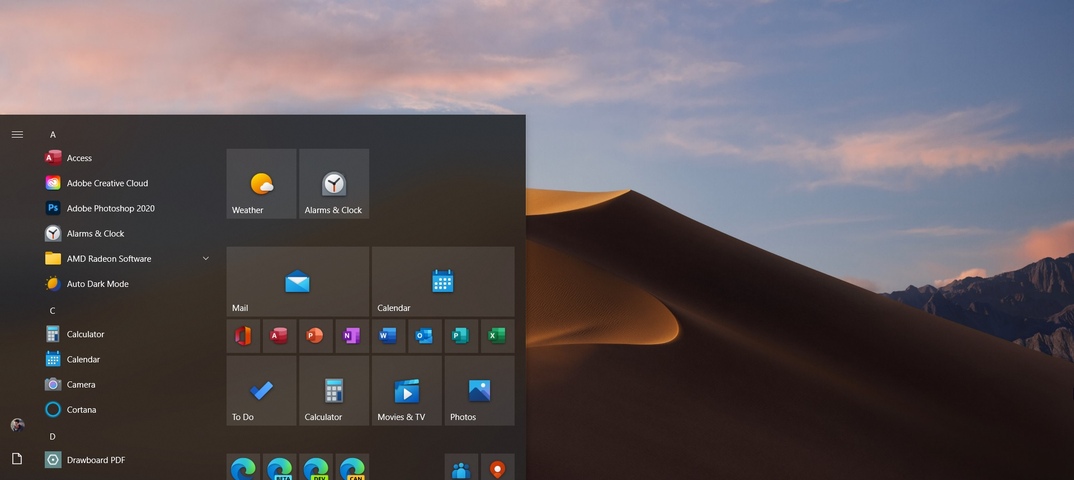 A
Access
Adobe Creative Cloud
Ps
Adobe Photoshop 2020
Alarms & Clock
AMD Radeon Software
Auto Dark Mode
C
Calculator
Calendar
Camera
Cortana
D
Drawboard PDF
Weather
Alarms & Clock
Mail
Calendar
A
P
N
W
O
P
X
To Do
Calculator
Movies & TV
Photos
BETA
DEV
CAN